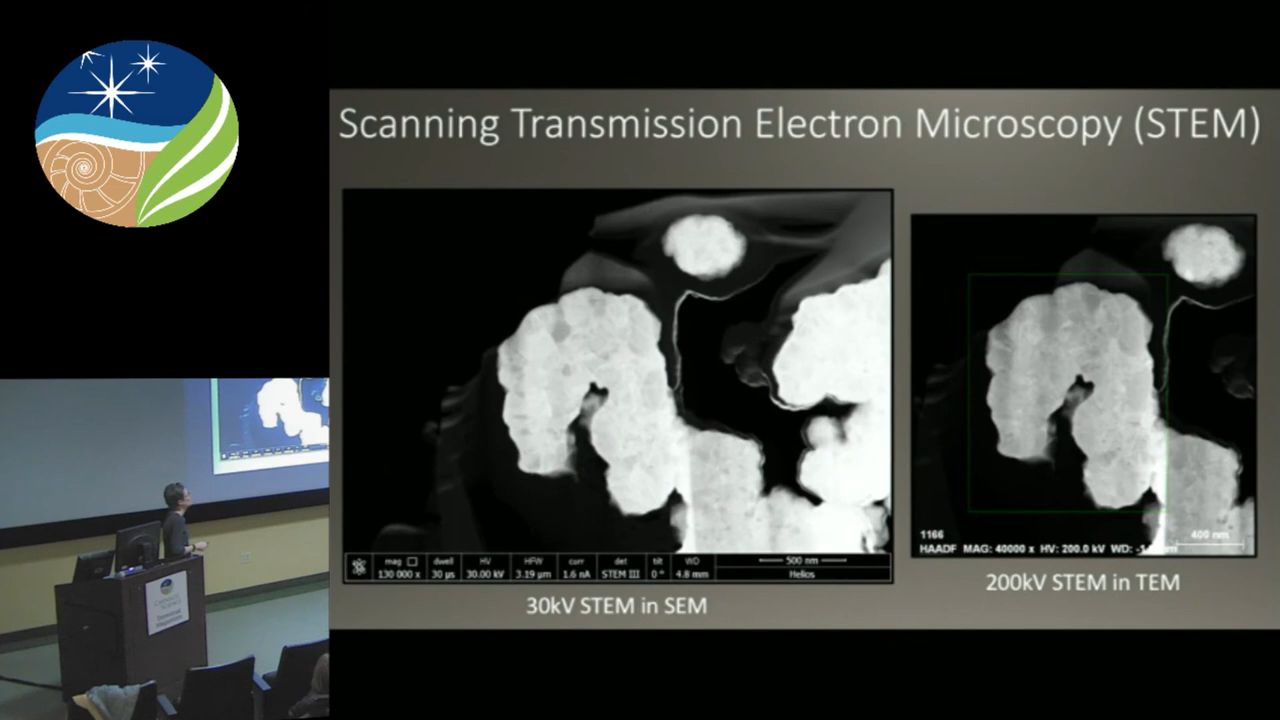 Scanning Transmission Electron Microscopy (STEM)
mag dwell HV HFW curr det tilt WD 500 nm
130 000 x 30 µs 30.00 kV 3.19 µm 1.6 nA STEM III 0 ° 4.8 mm Helios
30kV STEM in SEM
1166 400 nm
HAADF MAG: 40000 x HV: 200.0 kV WD:
200kV STEM in TEM